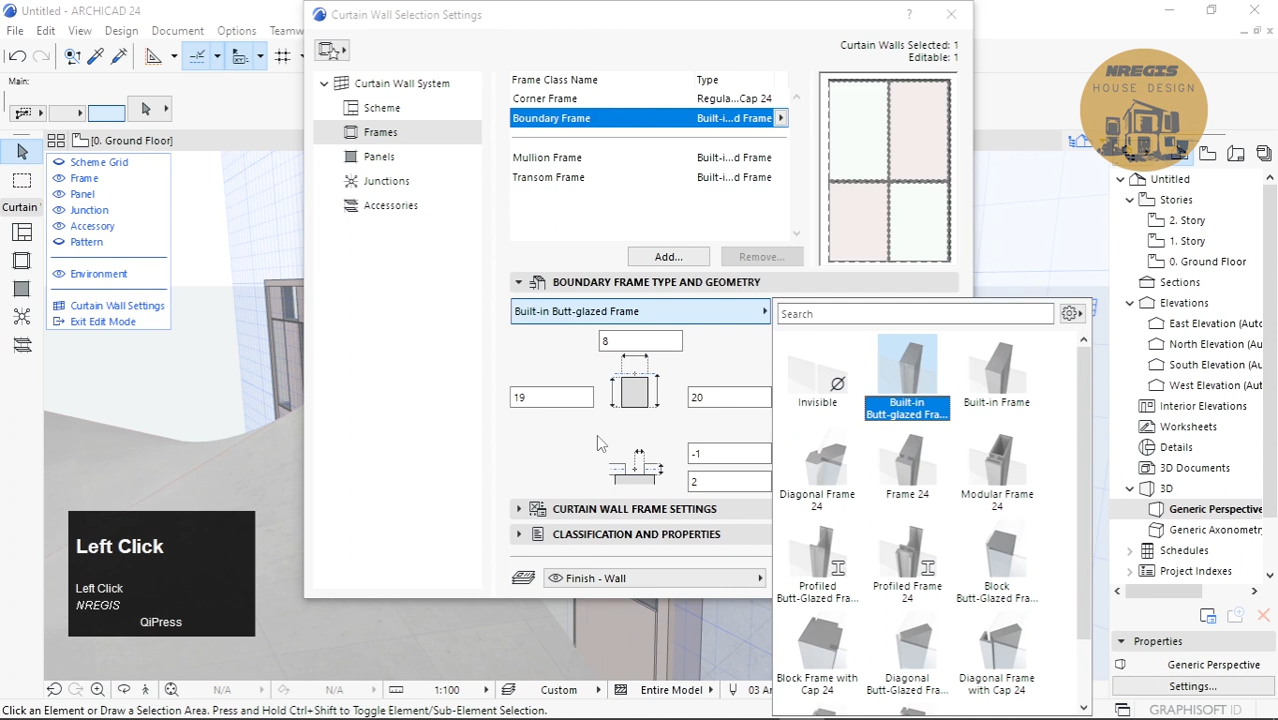 Untitled - ARCHICAD 24
File Edit View Design Document Options Teamw
Main:
[0. Ground Floor]
Scheme Grid
Frame
Panel
Junction
Accessory
Pattern
Environment
Curtain Wall Settings
Exit Edit Mode
Curtain
Left Click
Left Click
NREGIS
QiPress
Curtain Wall Selection Settings
?
Curtain Walls Selected: 1
Editable: 1
Curtain Wall System
Scheme
Frames
Panels
Junctions
Accessories
Frame Class Name Type
Corner Frame Regula...Cap 24
Boundary Frame Built-i...d Frame
Mullion Frame Built-i...d Frame
Transom Frame Built-i...d Frame
Add... Remove...
BOUNDARY FRAME TYPE AND GEOMETRY
Built-in Butt-glazed Frame
8
19
20
-1
2
CURTAIN WALL FRAME SETTINGS
CLASSIFICATION AND PROPERTIES
Finish - Wall
Search
Invisible
Built-in
Butt-glazed Fra...
Built-in Frame
Diagonal Frame
24
Frame 24
Modular Frame
24
Profiled
Butt-Glazed Fra...
Profiled Frame
24
Block
Butt-Glazed Fra...
Block Frame with
Cap 24
Diagonal
Butt-Glazed Fra...
Diagonal Frame
with Cap 24
NREGIS
HOUSE DESIGN
Untitled
Stories
2. Story
1. Story
0. Ground Floor
Sections
Elevations
East Elevation (Auto
North Elevation (Au
South Elevation (Au
West Elevation (Aut
Interior Elevations
Worksheets
Details
3D Documents
3D
Generic Perspective
Generic Axonometr
Schedules
Project Indexes
Properties
Generic Perspective
Settings...
N/A N/A 1:100 Custom Entire Model 03 Ar
Click an Element or Draw a Selection Area. Press and Hold Ctrl+Shift to Toggle Element/Sub-Element Selection.
GRAPHISOFT ID